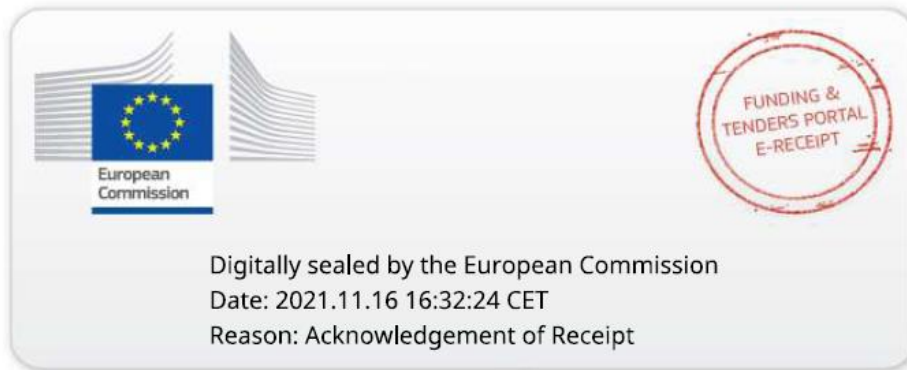 European
Commission
FUNDING &
TENDERS PORTAL
E-RECEIPT
Digitally sealed by the European Commission
Date: 2021.11.16 16:32:24 CET
Reason: Acknowledgement of Receipt